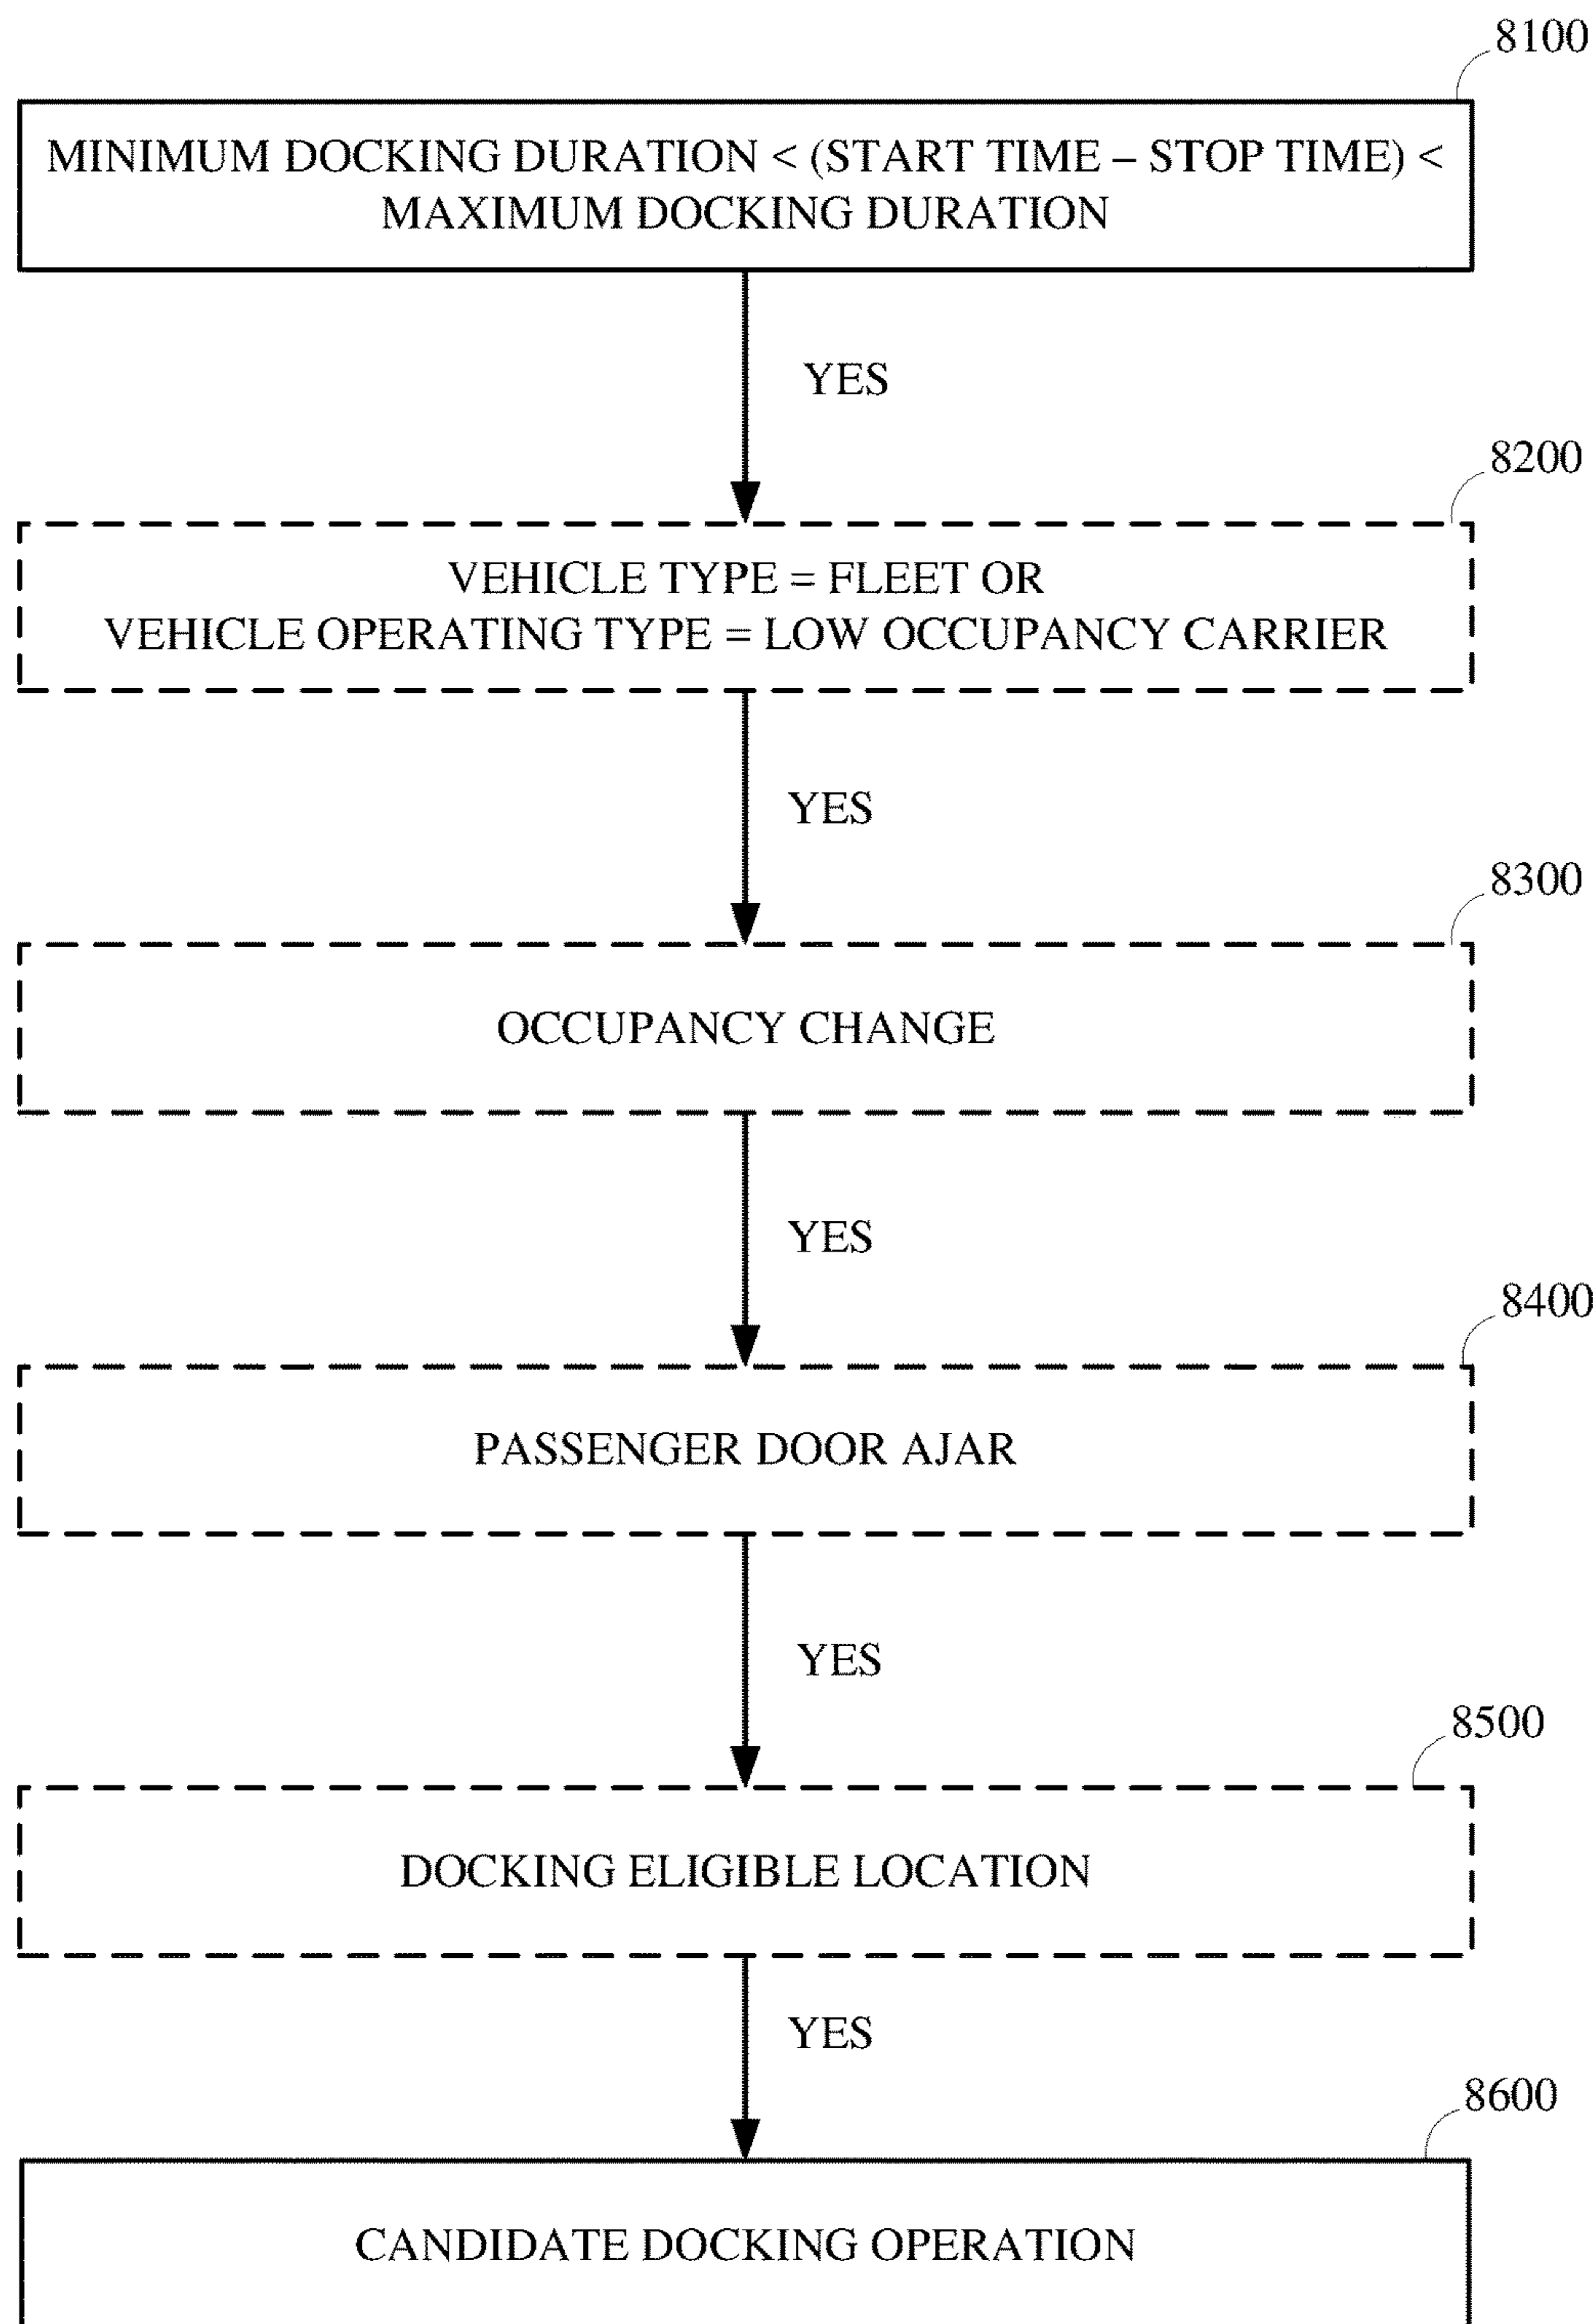 8100
MINIMUM DOCKING DURATION < (START TIME – STOP TIME) <
MAXIMUM DOCKING DURATION
YES
8200
VEHICLE TYPE = FLEET OR
VEHICLE OPERATING TYPE = LOW OCCUPANCY CARRIER
YES
8300
OCCUPANCY CHANGE
YES
8400
PASSENGER DOOR AJAR
YES
8500
DOCKING ELIGIBLE LOCATION
YES
8600
CANDIDATE DOCKING OPERATION